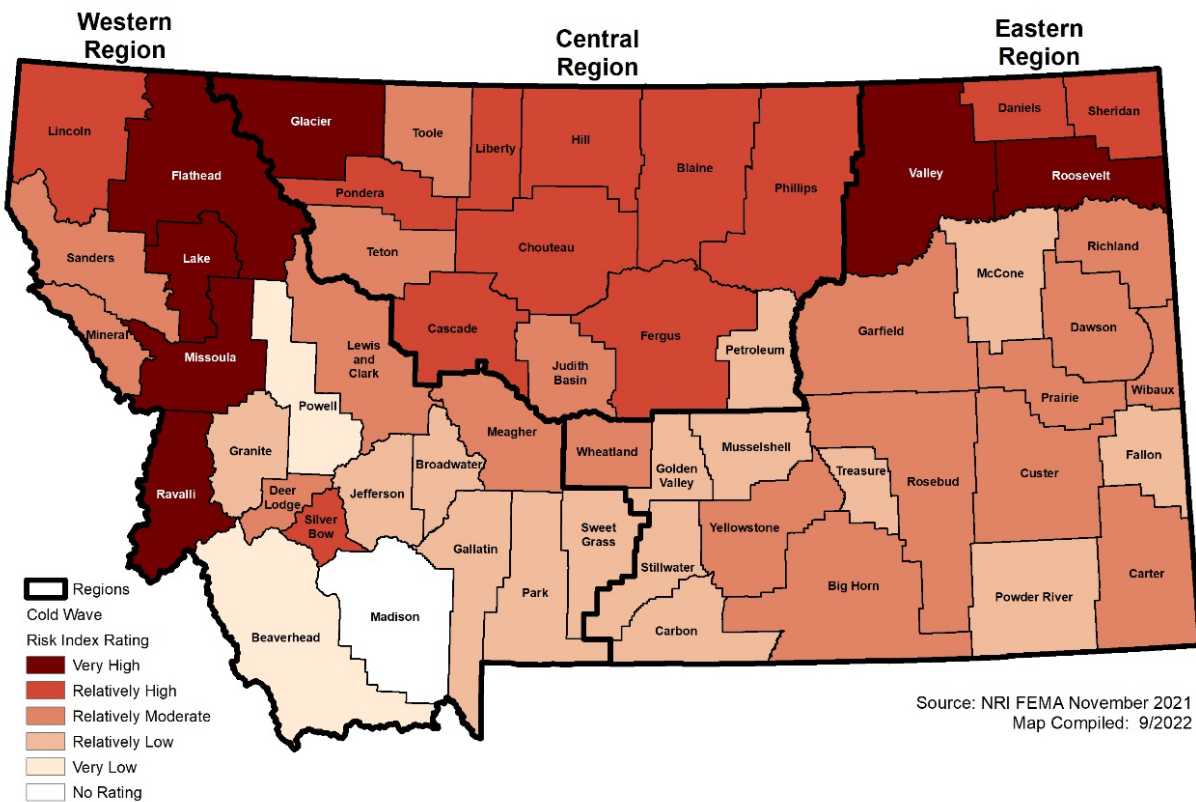 Western
Region
Central
Region
Eastern
Region
Lincoln
Flathead
Glacier
Toole
Liberty
Hill
Blaine
Phillips
Valley
Daniels
Sheridan
Roosevelt
Pondera
Sanders
Lake
Teton
Chouteau
McCone
Richland
Mineral
Missoula
Cascade
Lewis
and
Clark
Judith
Basin
Fergus
Petroleum
Garfield
Dawson
Powell
Prairie
Wibaux
Granite
Meagher
Wheatland
Broadwater
Golden
Valley
Musselshell
Treasure
Rosebud
Custer
Fallon
Ravalli
Deer
Lodge
Jefferson
Silver
Bow
Gallatin
Park
Sweet
Grass
Stillwater
Yellowstone
Big Horn
Powder River
Carter
Beaverhead
Madison
Carbon
Regions
Cold Wave
Risk Index Rating
Very High
Relatively High
Relatively Moderate
Relatively Low
Very Low
No Rating
Source: NRI FEMA November 2021
Map Compiled: 9/2022